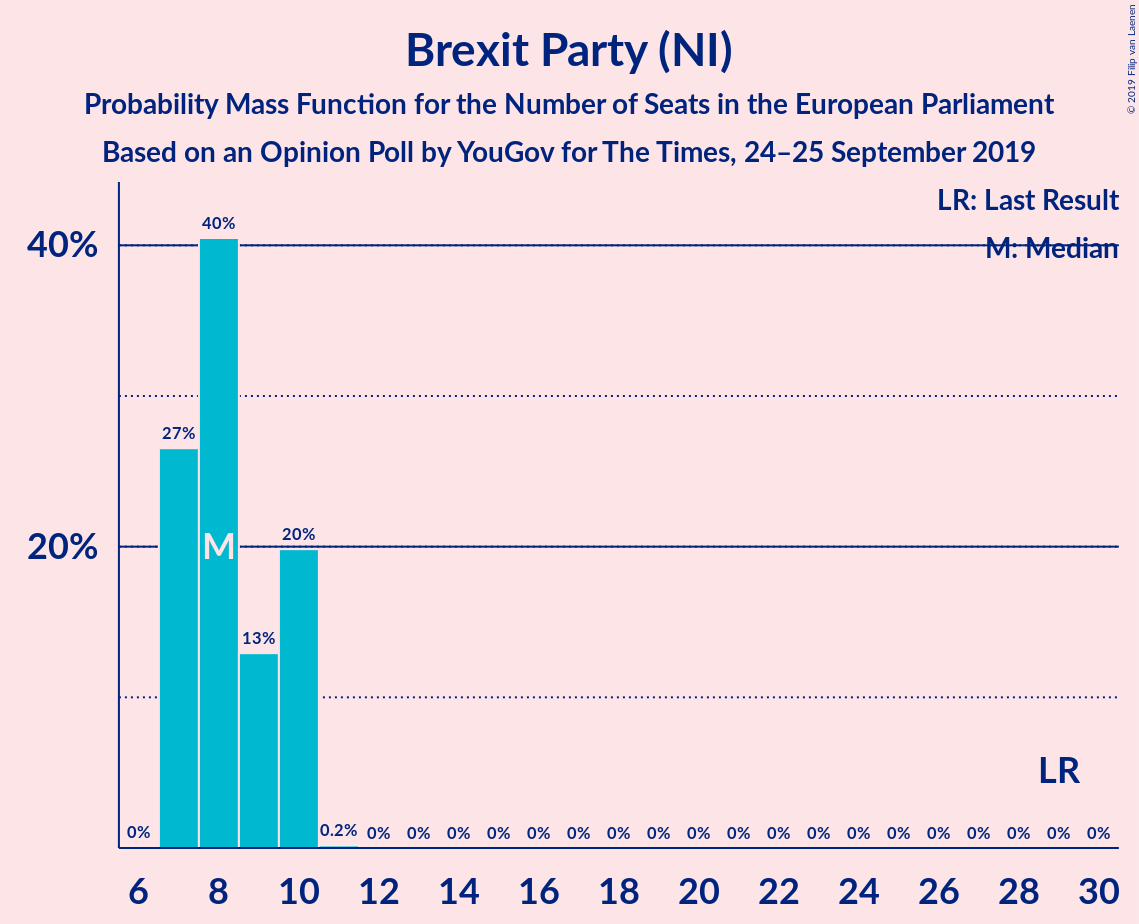 © 2019 Filip van Laenen
Brexit Party (NI)
Probability Mass Function for the Number of Seats in the European Parliament
Based on an Opinion Poll by YouGov for The Times, 24–25 September 2019
LR: Last Result
M: Median
40%
40%
27%
20%
20%
M
13%
LR
0% 0.2% 0% 0% 0% 0% 0% 0% 0% 0% 0% 0% 0% 0% 0% 0% 0% 0% 0% 0% 0%
6 8 10 12 14 16 18 20 22 24 26 28 30